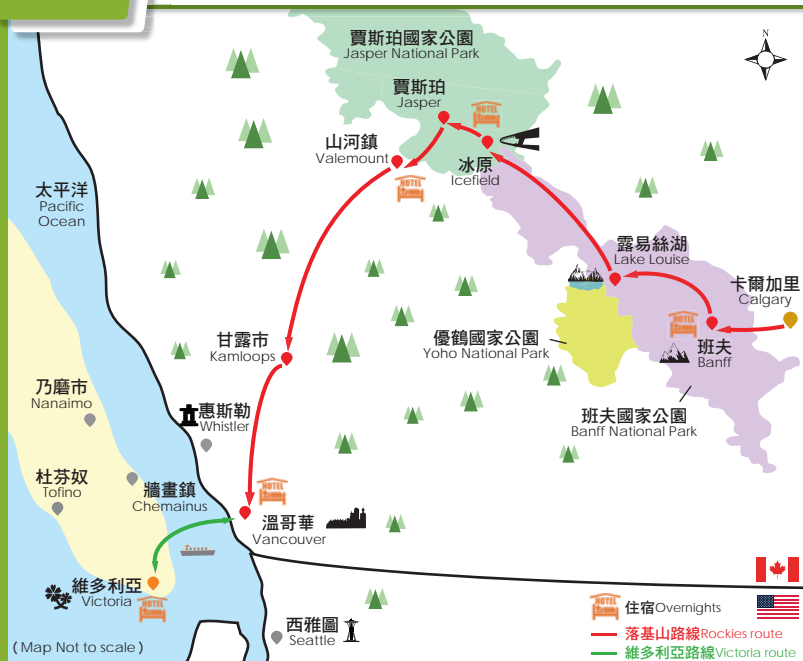 賈斯珀國家公園
Jasper National Park
N
賈斯珀
Jasper
HOTEL
山河鎮
Valemount
HOTEL
冰原
Icefield
太平洋
Pacific
Ocean
露易絲湖
Lake Louise
卡爾加里
Calgary
HOTEL
班夫
Banff
優鶴國家公園
Yoho National Park
甘露市
Kamloops
班夫國家公園
Banff National Park
乃磨市
Nanaimo
惠斯勒
Whistler
杜芬奴
Tofino
牆畫鎮
Chemainus
HOTEL
溫哥華
Vancouver
維多利亞
Victoria
HOTEL
西雅圖
Seattle
(Map Not to scale)
HOTEL 住宿Overnights
落基山路線Rockies route
維多利亞路線Victoria route